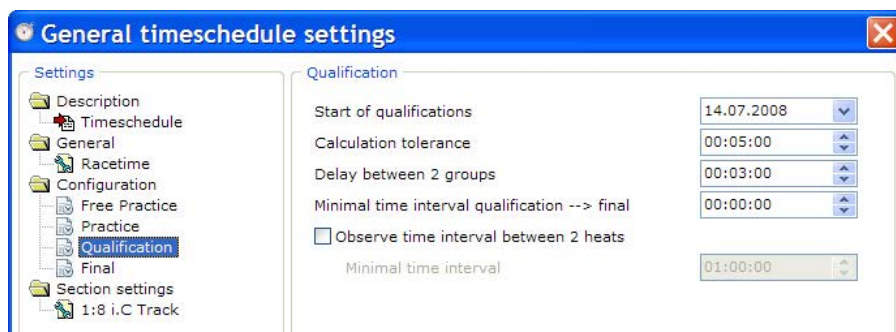 General timeschedule settings
Settings
Description
Timeschedule
General
Racetime
Configuration
Free Practice
Practice
Qualification
Final
Section settings
1:8 i.C Track
Qualification
Start of qualifications 14.07.2008
Calculation tolerance 00:05:00
Delay between 2 groups 00:03:00
Minimal time interval qualification --> final 00:00:00
Observe time interval between 2 heats
Minimal time interval 01:00:00